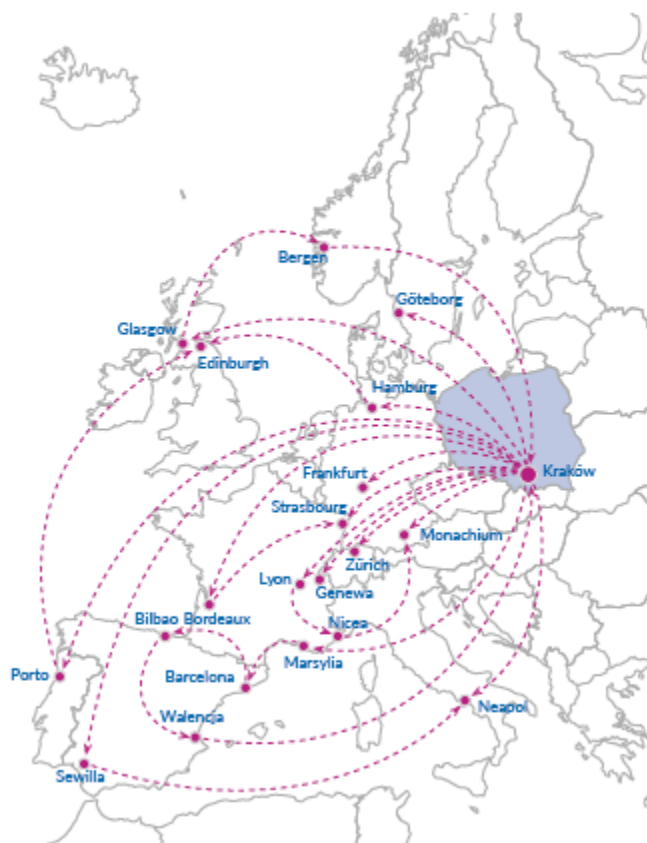 Bergen
Göteborg
Glasgow
Edinburgh
Hamburg
Kraków
Frankfurt
Strasbourg
Monachium
Zürich
Lyon
Genewa
Bilbao Bordeaux
Nicea
Marsylia
Porto
Barcelona
Neapol
Walencja
Sewilla